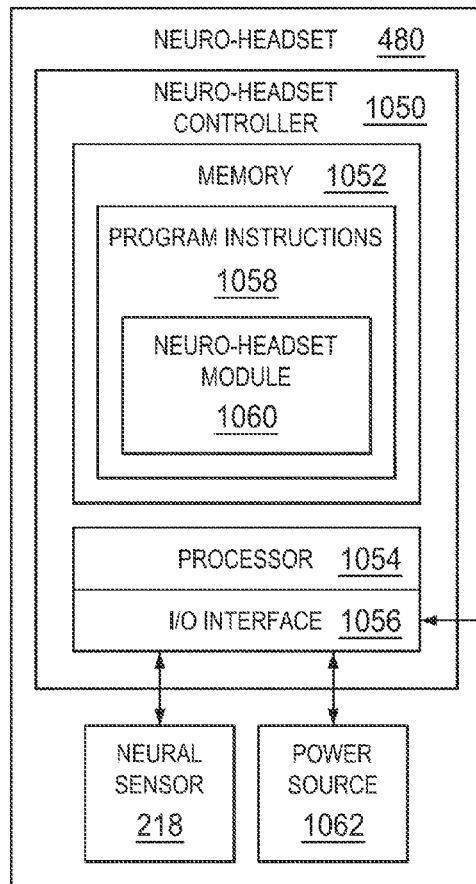 NEURO-HEADSET 480
NEURO-HEADSET
CONTROLLER 1050
MEMORY 1052
PROGRAM INSTRUCTIONS
1058
NEURO-HEADSET
MODULE
1060
PROCESSOR 1054
I/O INTERFACE 1056
NEURAL
SENSOR
218
POWER
SOURCE
1062